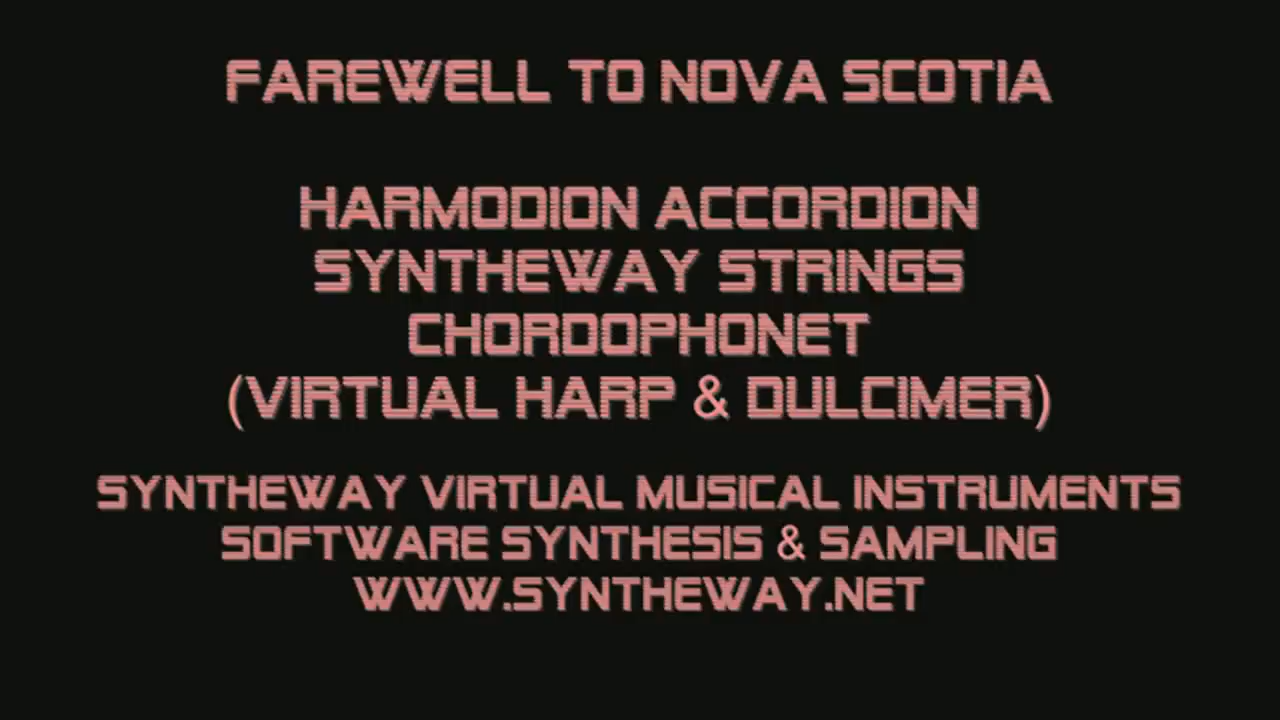 FAREWELL TO NOVA SCOTIA
HARMODION ACCORDION
SYNTHEWAY STRINGS
CHORDOPHONET
(VIRTUAL HARP & DULCIMER)
SYNTHEWAY VIRTUAL MUSICAL INSTRUMENTS
SOFTWARE SYNTHESIS & SAMPLING
WWW.SYNTHEWAY.NET